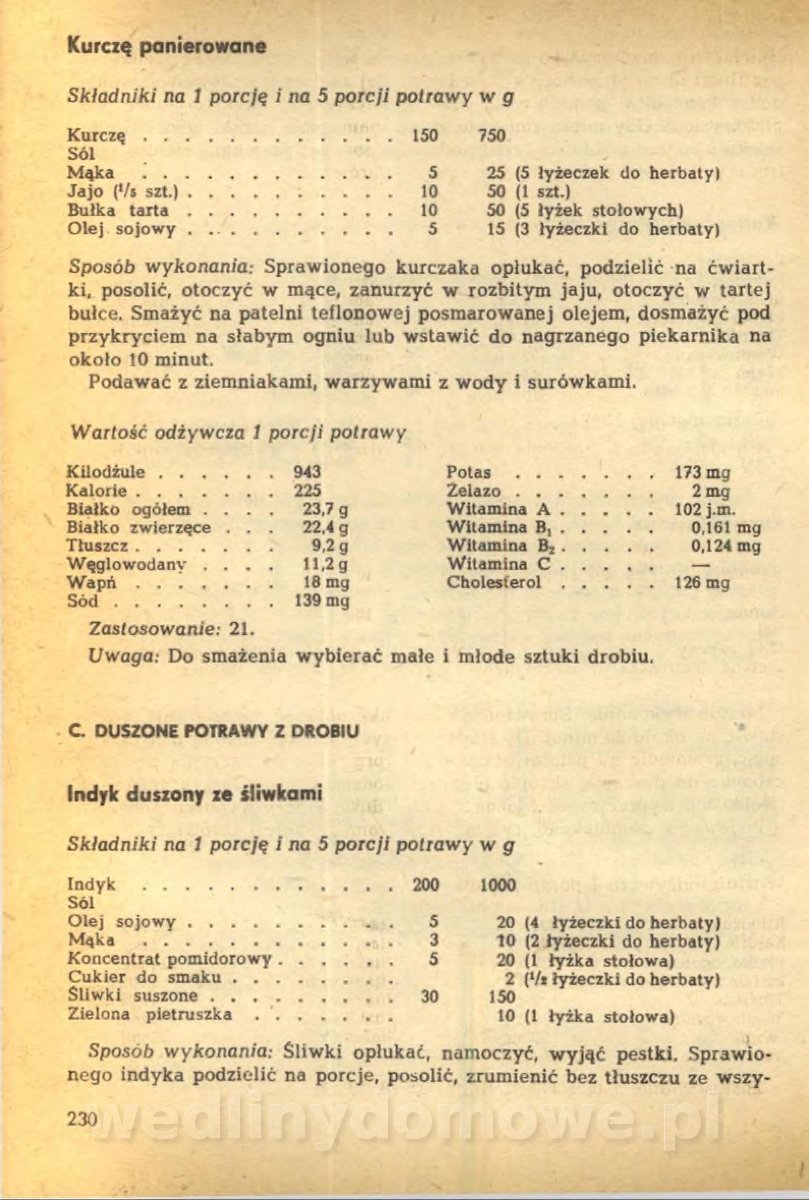 Kurczę panierowane
Składniki na 1 porcję i na 5 porcji potrawy w g
Kurczę . . . . . . . . . . . . 150 750
Sól
Mąka . . . . . . . . . . . . 5 25 (5 łyżeczek do herbaty)
Jajo (1/5 szt.) . . . . . . . . . . 10 50 (1 szt.)
Bułka tarta . . . . . . . . . . 10 50 (5 łyżek stołowych)
Olej sojowy . . . . . . . . . . 5 15 (3 łyżeczki do herbaty)
Sposób wykonania: Sprawionego kurczaka opłukać, podzielić na ćwiart-
ki, posolić, otoczyć w mące, zanurzyć w rozbitym jaju, otoczyć w tartej
bułce. Smażyć na patelni teflonowej posmarowanej olejem, dosmażyć pod
przykryciem na słabym ogniu lub wstawić do nagrzanego piekarnika na
około 10 minut.
Podawać z ziemniakami, warzywami z wody i surówkami.
Wartość odżywcza 1 porcji potrawy
Kilodżule . . . . . . 943
Kalorie . . . . . . . 225
Białko ogółem . . . . 23,7 g
Białko zwierzęce . . . 22,4 g
Tłuszcz . . . . . . . 9,2 g
Węglowodany . . . . 11,2 g
Wapń . . . . . . . 18 mg
Sód . . . . . . . . 139 mg
Potas . . . . . . . 173 mg
Żelazo . . . . . . . 2 mg
Witamina A . . . . . 102 j.m.
Witamina B₁ . . . . . 0,161 mg
Witamina B₂ . . . . . 0,124 mg
Witamina C . . . . . —
Cholesterol . . . . . 126 mg
Zastosowanie: 21.
Uwaga: Do smażenia wybierać małe i młode sztuki drobiu.
C. DUSZONE POTRAWY Z DROBIU
Indyk duszony ze śliwkami
Składniki na 1 porcję i na 5 porcji potrawy w g
Indyk . . . . . . . . . . . . 200 1000
Sól
Olej sojowy . . . . . . . . . . 5 20 (4 łyżeczki do herbaty)
Mąka . . . . . . . . . . . . 3 10 (2 łyżeczki do herbaty)
Koncentrat pomidorowy . . . . . . 5 20 (1 łyżka stołowa)
Cukier do smaku . . . . . . . . 2 (1/2 łyżeczki do herbaty)
Śliwki suszone . . . . . . . . . 30 150
Zielona pietruszka . . . . . . . 10 (1 łyżka stołowa)
Sposób wykonania: Śliwki opłukać, namoczyć, wyjąć pestki. Sprawio-
nego indyka podzielić na porcje, posolić, zrumienić bez tłuszczu ze wszy-
230
wedlinydomowe.pl